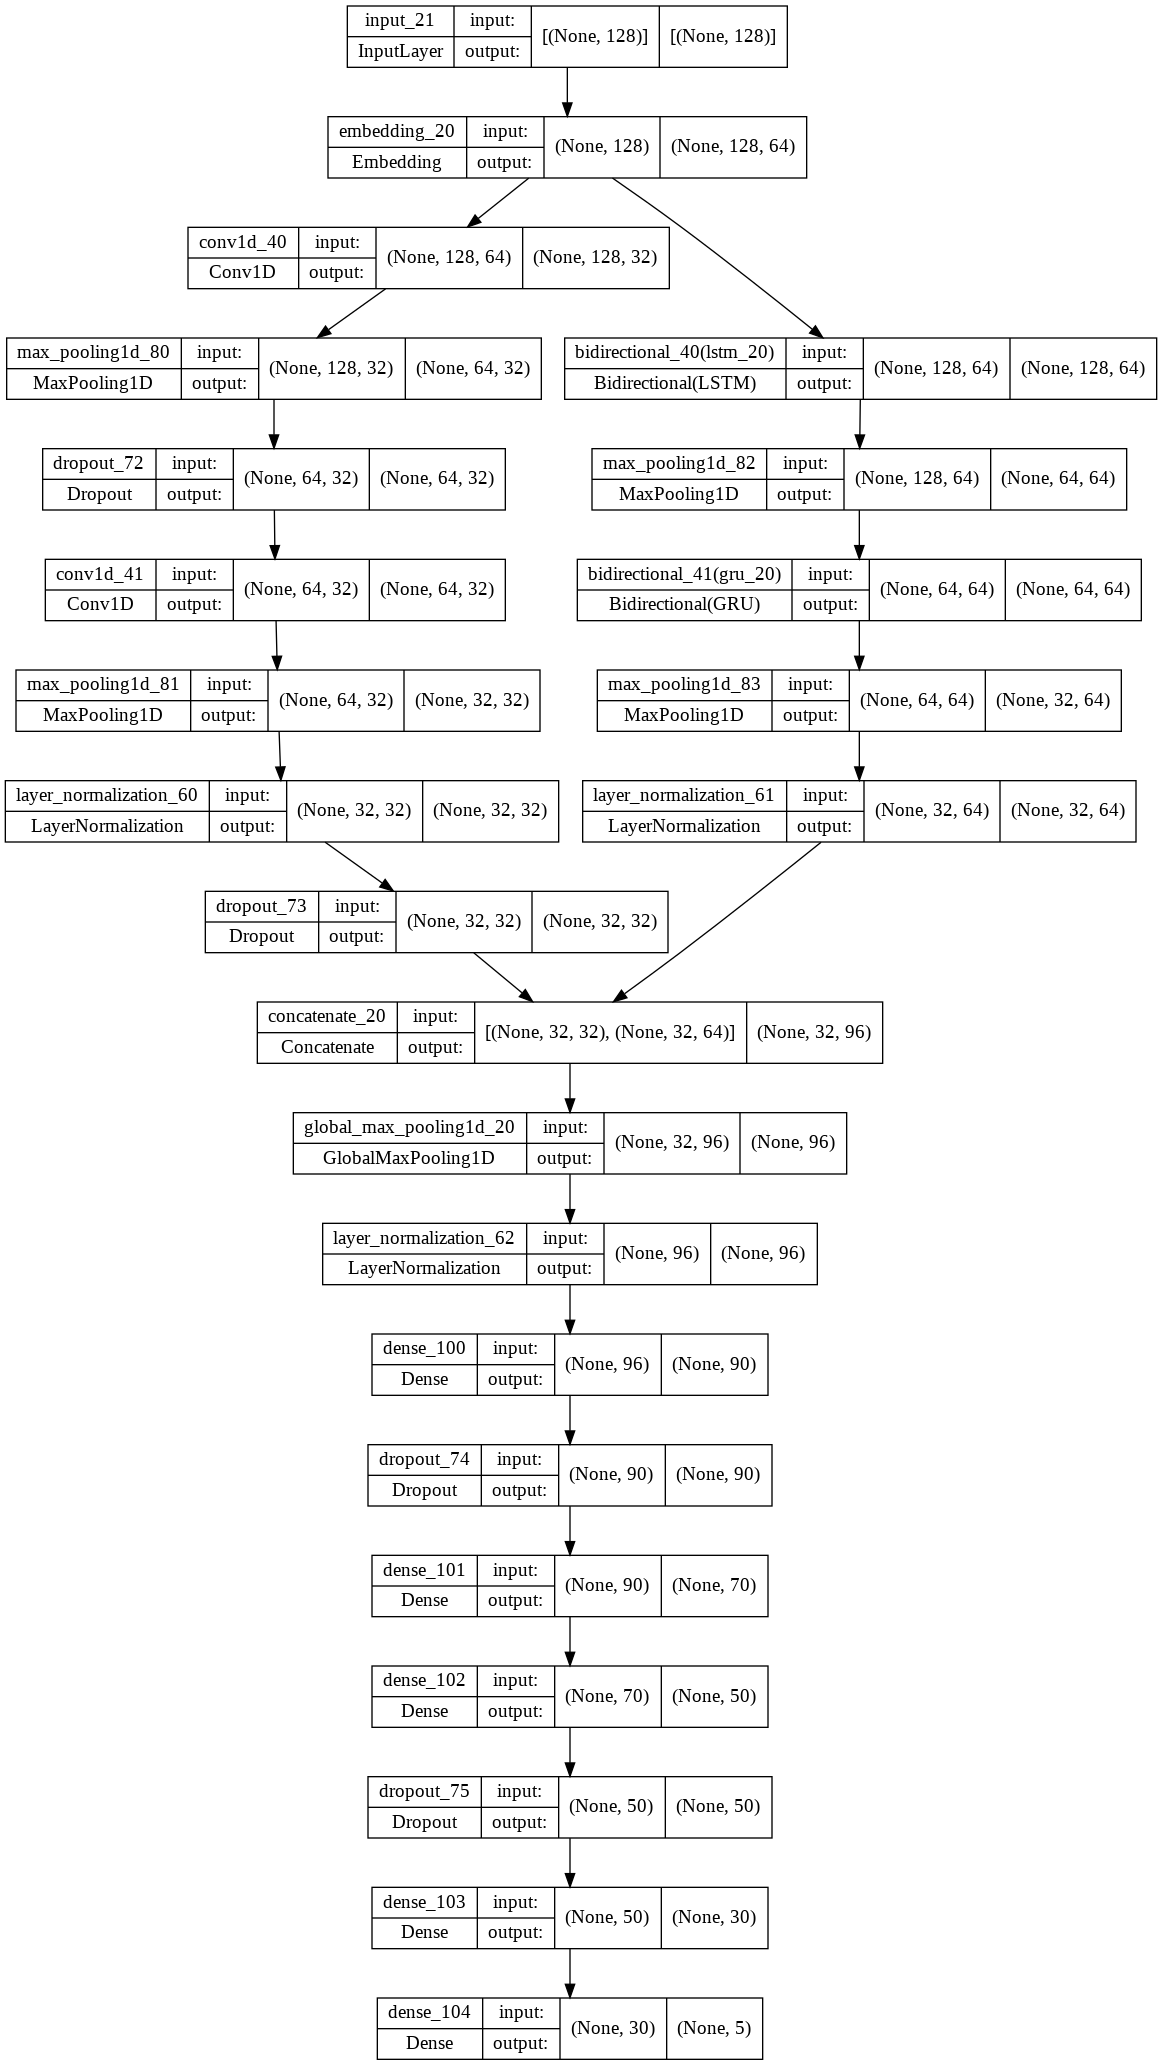 input_21 input: [(None, 128)] [(None, 128)]
InputLayer output:
embedding_20 input: (None, 128) (None, 128, 64)
Embedding output:
conv1d_40 input: (None, 128, 64) (None, 128, 32)
Conv1D output:
max_pooling1d_80 input: (None, 128, 32) (None, 64, 32)
MaxPooling1D output:
bidirectional_40(lstm_20) input: (None, 128, 64) (None, 128, 64)
Bidirectional(LSTM) output:
dropout_72 input: (None, 64, 32) (None, 64, 32)
Dropout output:
max_pooling1d_82 input: (None, 128, 64) (None, 64, 64)
MaxPooling1D output:
conv1d_41 input: (None, 64, 32) (None, 64, 32)
Conv1D output:
bidirectional_41(gru_20) input: (None, 64, 64) (None, 64, 64)
Bidirectional(GRU) output:
max_pooling1d_81 input: (None, 64, 32) (None, 32, 32)
MaxPooling1D output:
max_pooling1d_83 input: (None, 64, 64) (None, 32, 64)
MaxPooling1D output:
layer_normalization_60 input: (None, 32, 32) (None, 32, 32)
LayerNormalization output:
layer_normalization_61 input: (None, 32, 64) (None, 32, 64)
LayerNormalization output:
dropout_73 input: (None, 32, 32) (None, 32, 32)
Dropout output:
concatenate_20 input: [(None, 32, 32), (None, 32, 64)] (None, 32, 96)
Concatenate output:
global_max_pooling1d_20 input: (None, 32, 96) (None, 96)
GlobalMaxPooling1D output:
layer_normalization_62 input: (None, 96) (None, 96)
LayerNormalization output:
dense_100 input: (None, 96) (None, 90)
Dense output:
dropout_74 input: (None, 90) (None, 90)
Dropout output:
dense_101 input: (None, 90) (None, 70)
Dense output:
dense_102 input: (None, 70) (None, 50)
Dense output:
dropout_75 input: (None, 50) (None, 50)
Dropout output:
dense_103 input: (None, 50) (None, 30)
Dense output:
dense_104 input: (None, 30) (None, 5)
Dense output: